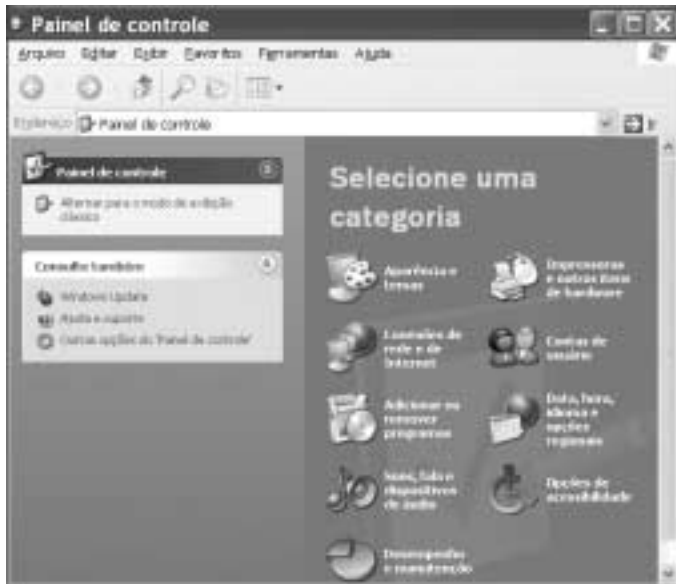 Painel de controle
Arquivo Editar Exibir Favoritos Ferramentas Ajuda
Endereço Painel de controle Ir
Painel de controle
Alternar para o modo de exibição
clássico
Consulte também
Windows Update
Ajuda e suporte
Outras opções do 'Painel de controle'
Selecione uma
categoria
Aparência e
temas
Impressoras
e outros itens
de hardware
Conexões de
rede e de
Internet
Contas de
usuário
Adicionar ou
remover
programas
Data, hora,
idioma e
opções
regionais
Sons, fala e
dispositivos
de áudio
Opções de
acessibilidade
Desempenho
e manutenção